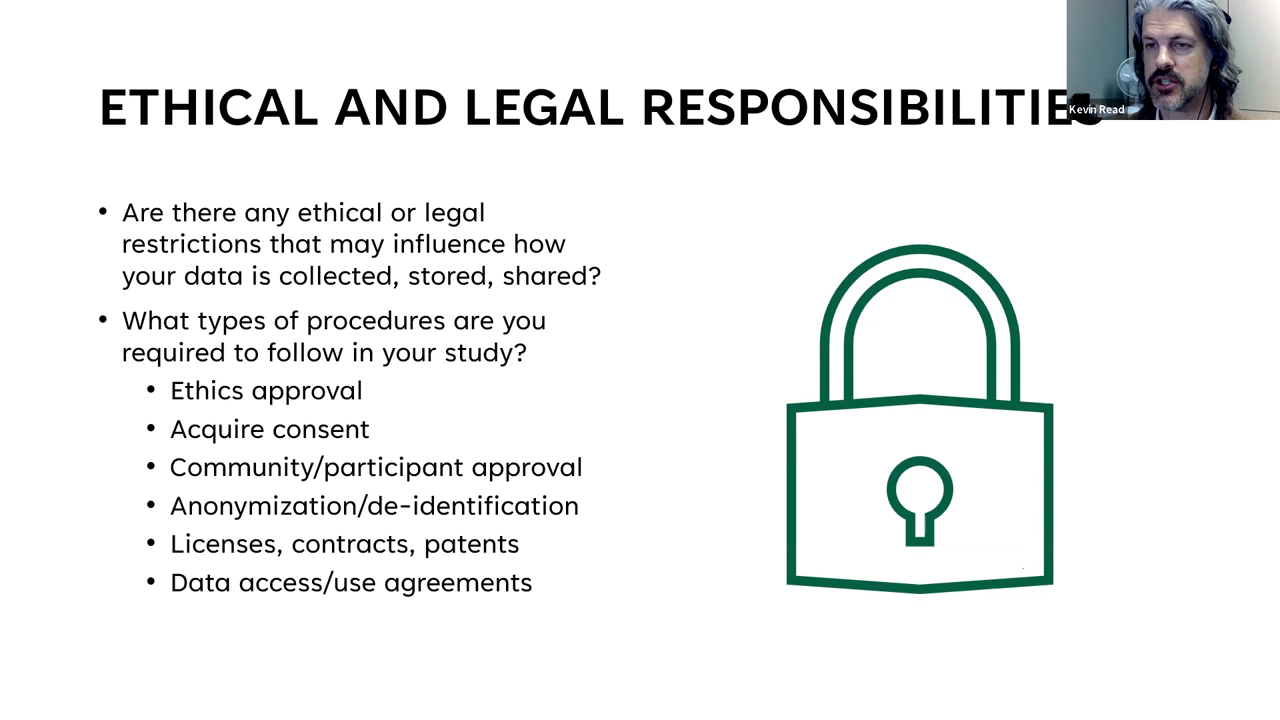 ETHICAL AND LEGAL RESPONSIBILITIES
Kevin Read
• Are there any ethical or legal
restrictions that may influence how
your data is collected, stored, shared?
• What types of procedures are you
required to follow in your study?
• Ethics approval
• Acquire consent
• Community/participant approval
• Anonymization/de-identification
• Licenses, contracts, patents
• Data access/use agreements